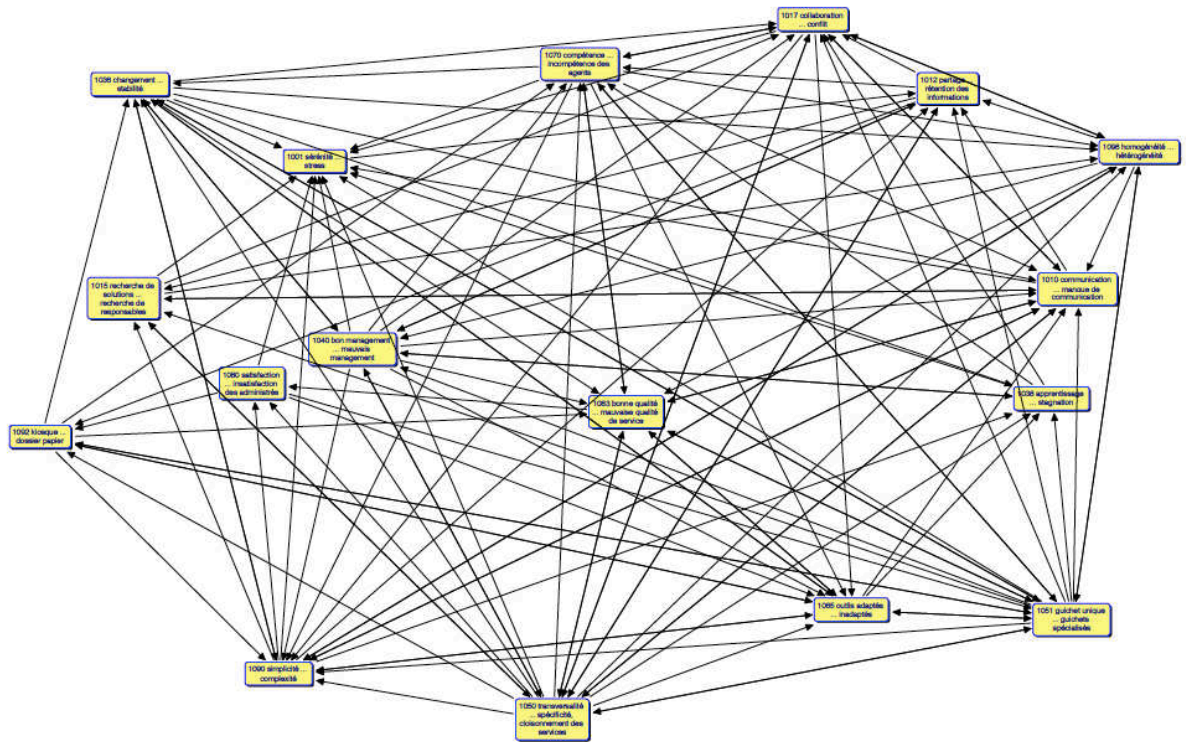 1017 collaboration
... conflit
1070 compétence ...
incompétence des
agents
1036 changement ...
stabilité
1012 partage ...
rétention des
informations
1001 sérénité ...
stress
1098 homogénéité ...
hétérogénéité
1015 recherche de
solutions ...
recherche de
responsables
1010 communication
... manque de
communication
1040 bon management
... mauvais
management
1080 satisfaction
... insatisfaction
des administrés
1083 bonne qualité
... mauvaise qualité
de service
1038 apprentissage
... stagnation
1092 kiosque ...
dossier papier
1085 outils adaptés
... inadaptés
1051 guichet unique
... guichets
spécialisés
1090 simplicité ...
complexité
1050 transversalité
... spécificité,
cloisonnement des
services